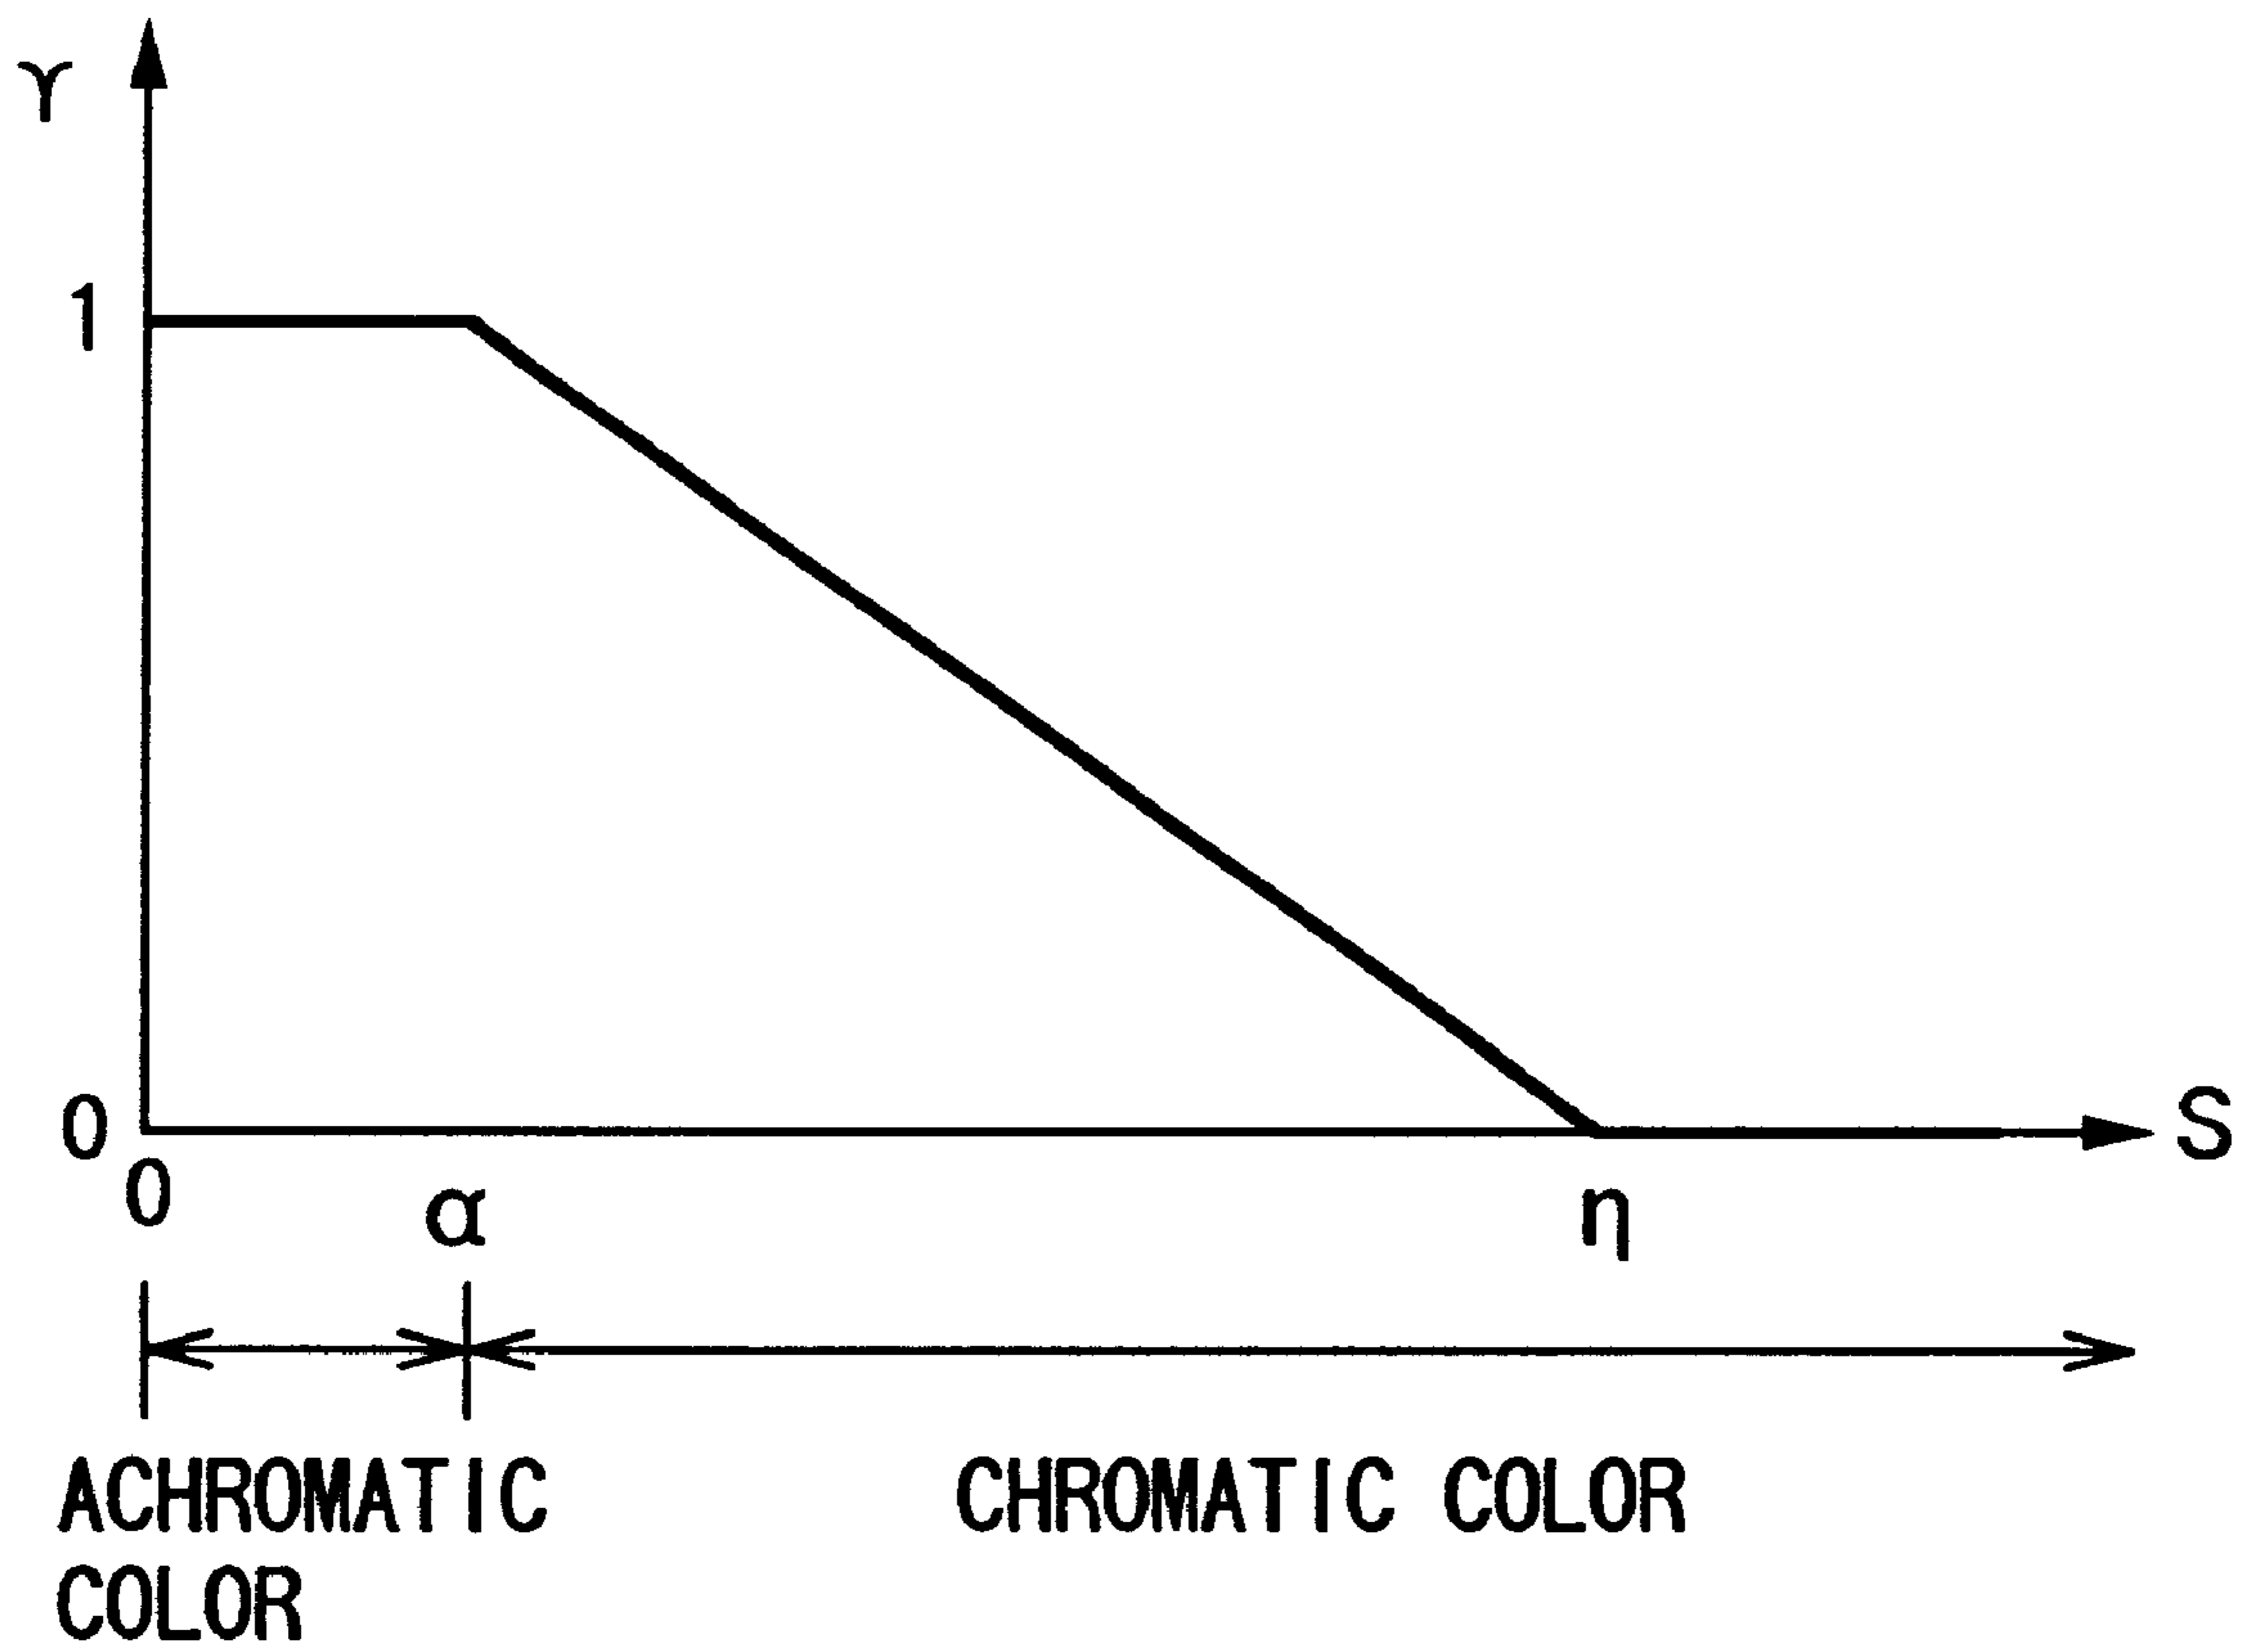 γ
1
0
S
0
α
η
ACHROMATIC
COLOR
CHROMATIC COLOR